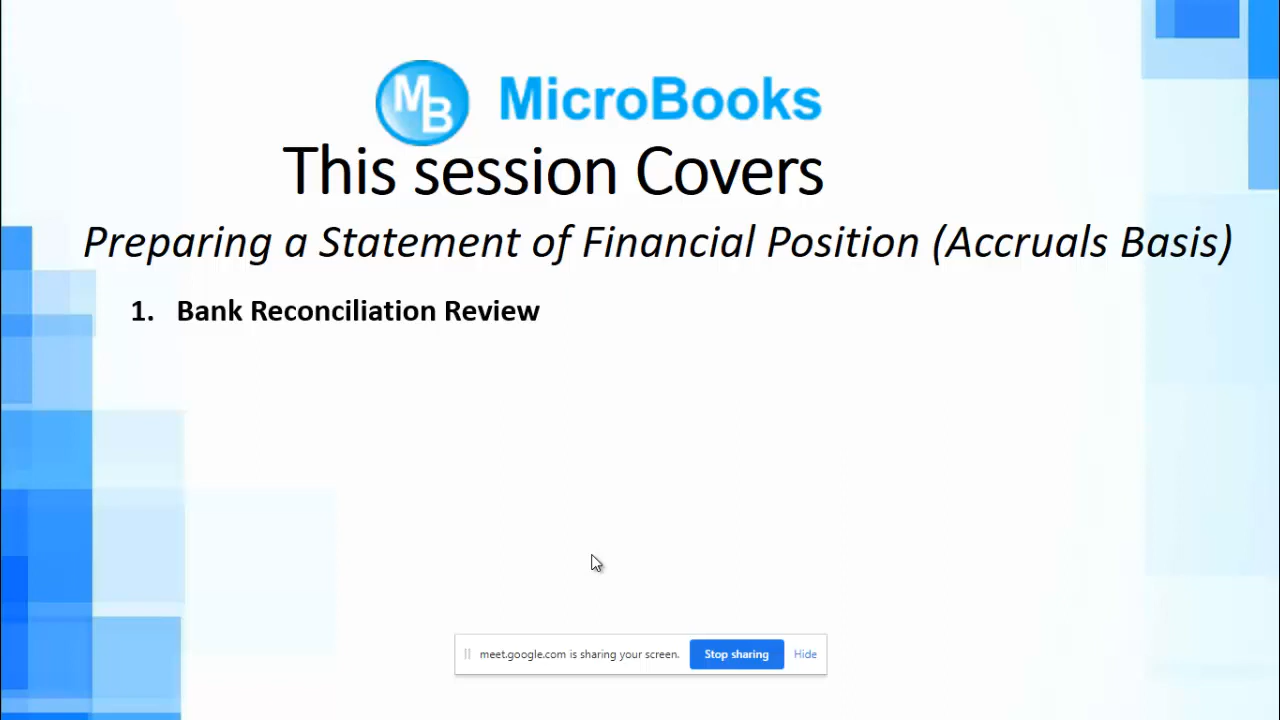 MB MicroBooks
This session Covers
Preparing a Statement of Financial Position (Accruals Basis)
1. Bank Reconciliation Review
meet.google.com is sharing your screen. Stop sharing Hide